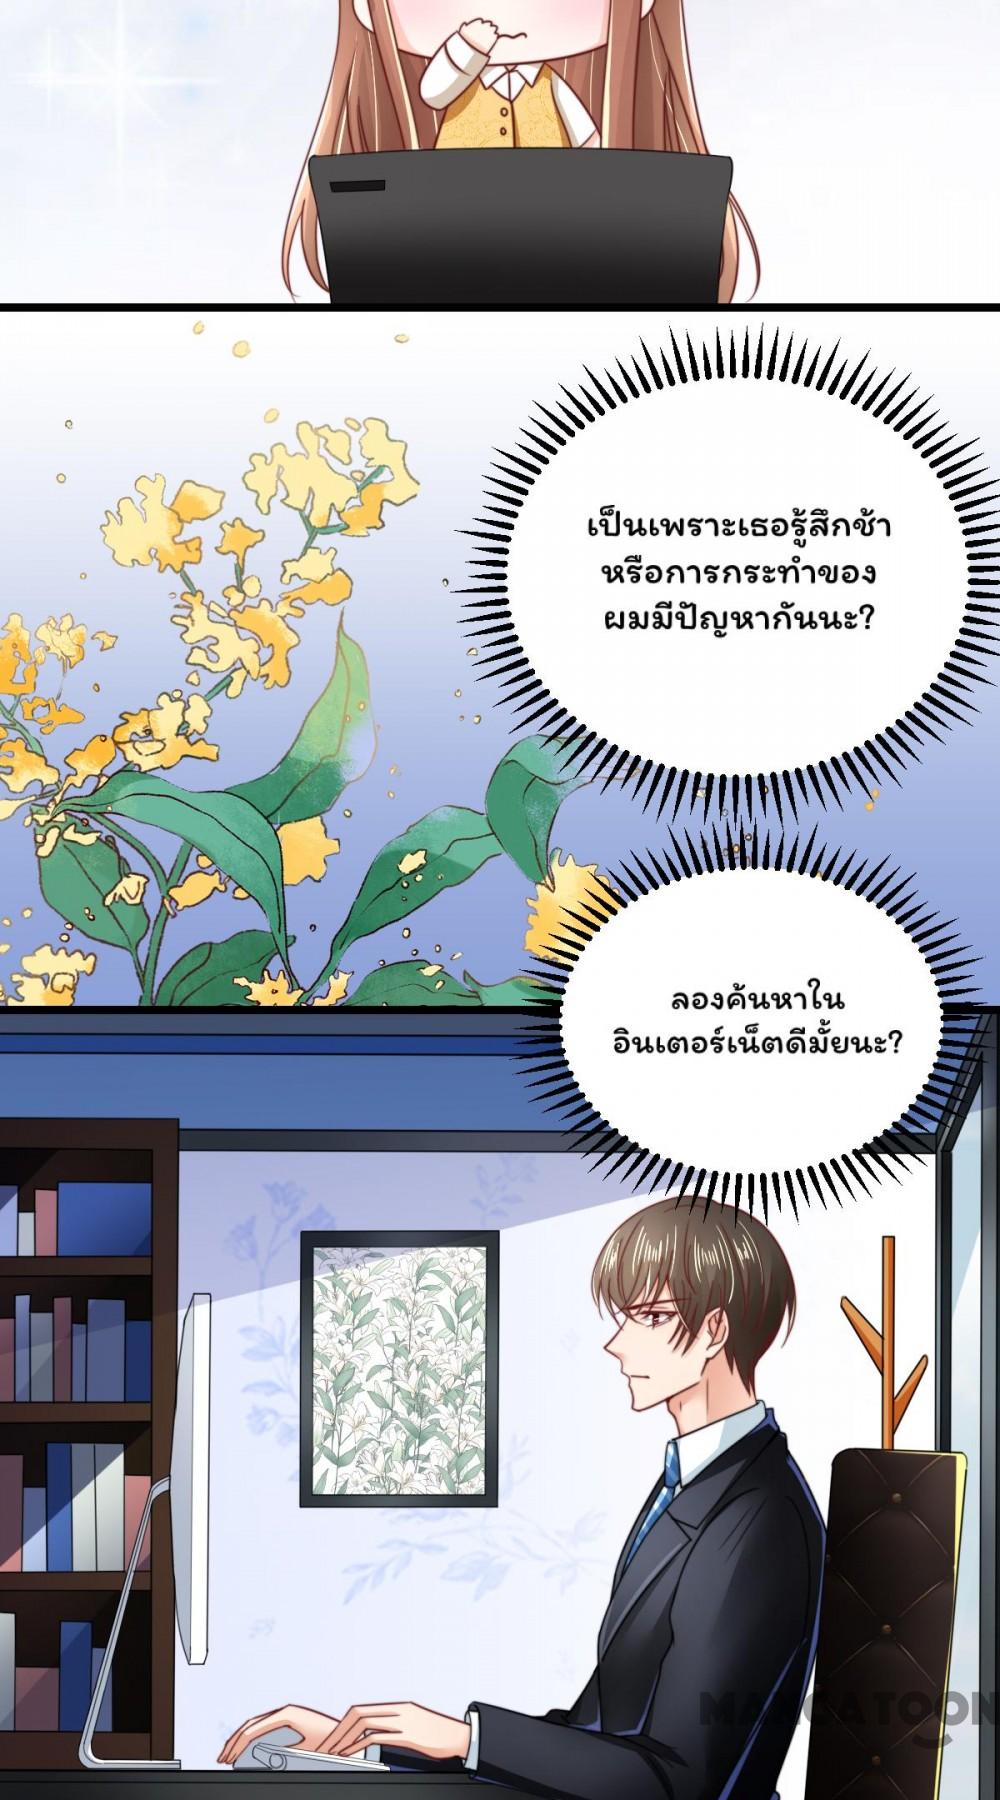 เป็นเพราะเธอรู้สึกช้า
หรือการกระทำของ
ผมมีปัญหากันนะ?
ลองค้นหาใน
อินเตอร์เน็ตดีมั้ยนะ?
MANGATOON